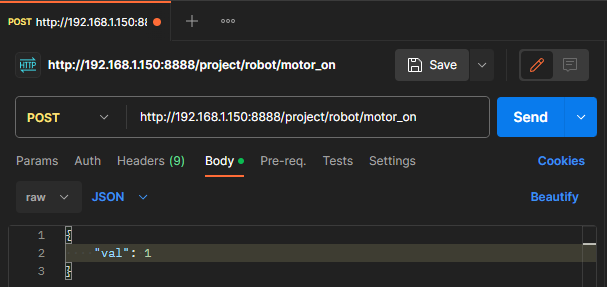 POST http://192.168.1.150:8
HTTP http://192.168.1.150:8888/project/robot/motor_on Save
POST http://192.168.1.150:8888/project/robot/motor_on Send
Params Auth Headers (9) Body Pre-req. Tests Settings Cookies
raw JSON Beautify
1 {
2 "val": 1
3 }